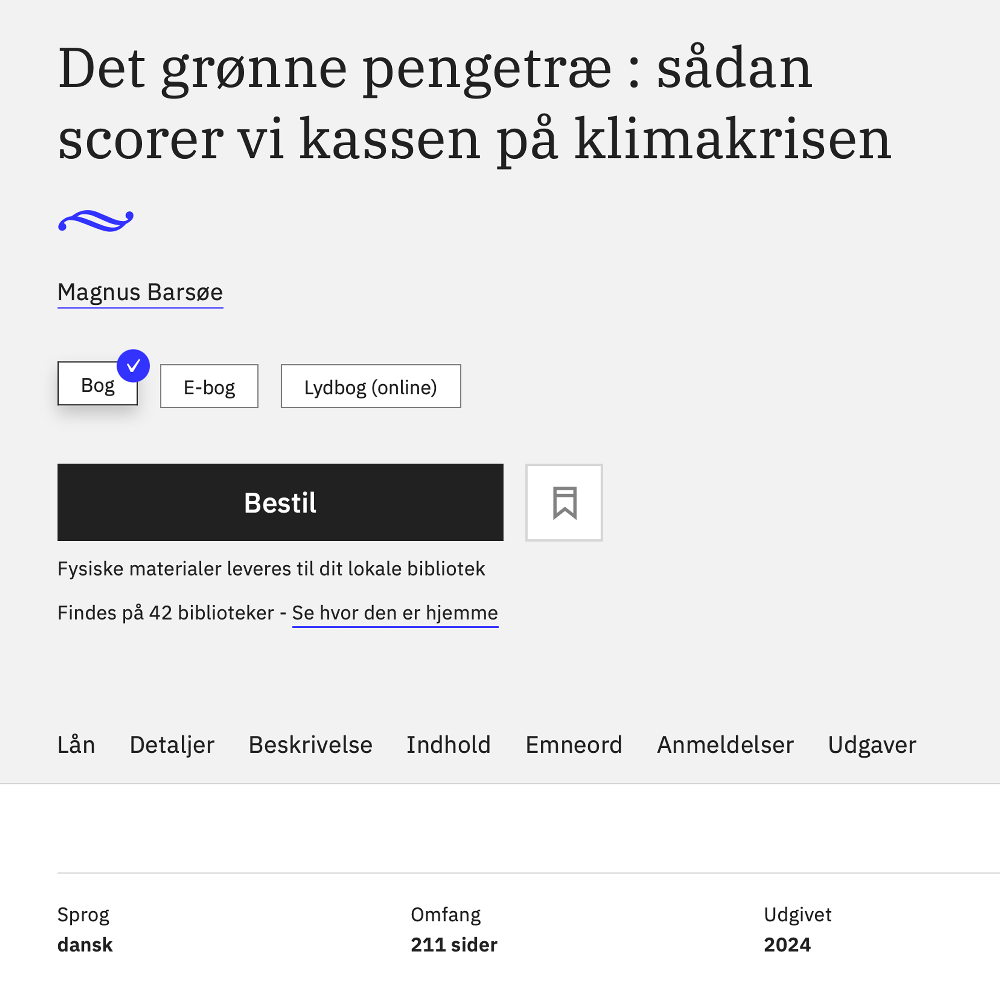 Det grønne pengetræ : sådan
scorer vi kassen på klimakrisen
Magnus Barsøe
Bog
E-bog
Lydbog (online)
Bestil
Fysiske materialer leveres til dit lokale bibliotek
Findes på 42 biblioteker - Se hvor den er hjemme
Lån Detaljer Beskrivelse Indhold Emneord Anmeldelser Udgaver
Sprog Omfang Udgivet
dansk 211 sider 2024